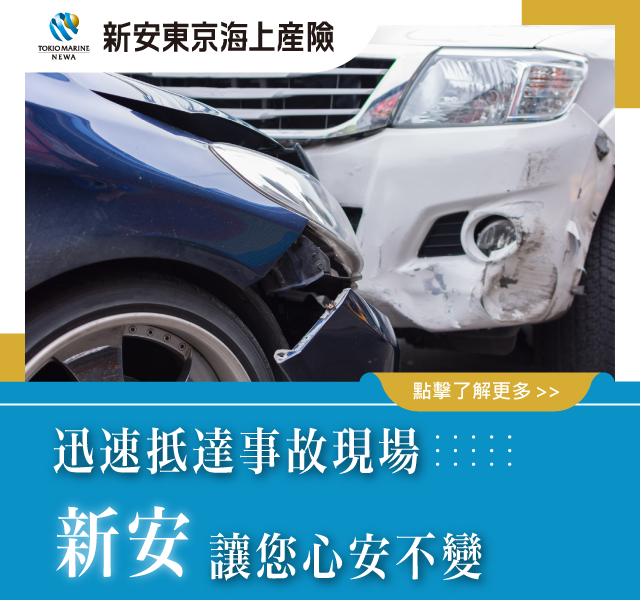 TOKIO MARINE
NEWA
新安東京海上産險
點擊了解更多 >>
迅速抵達事故現場
新安 讓您心安不變